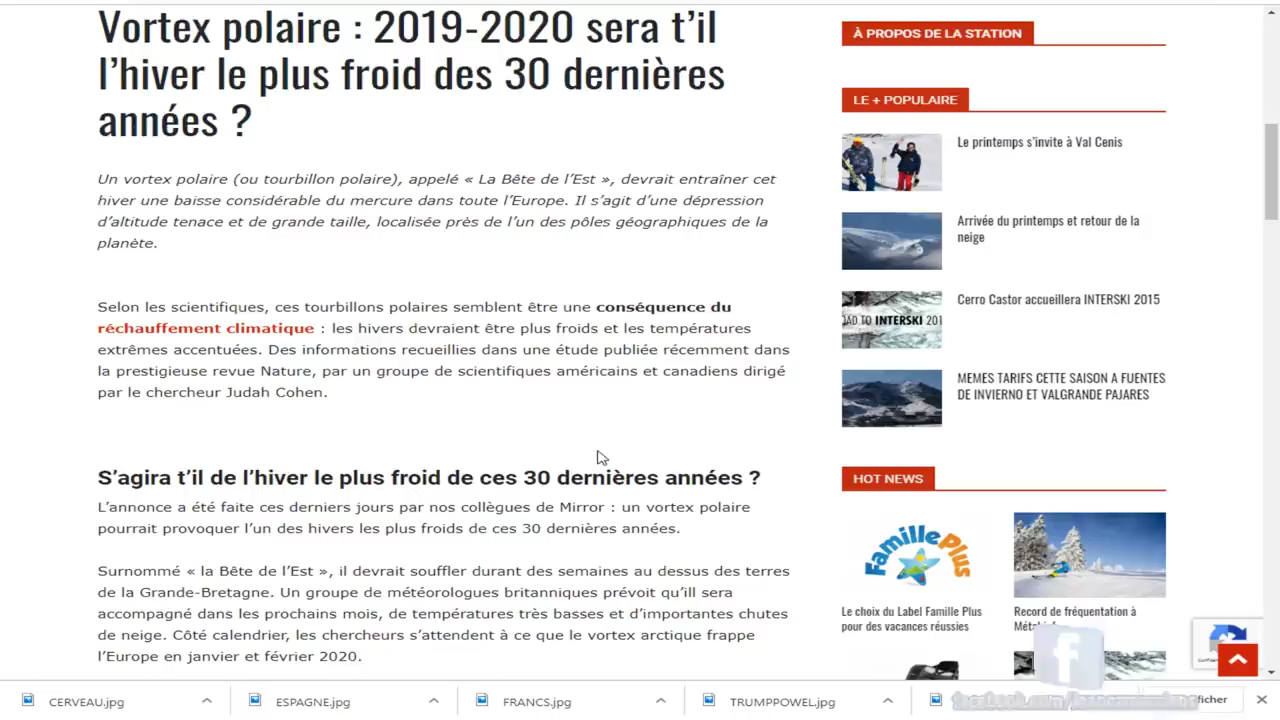 Vortex polaire : 2019-2020 sera t’il
l’hiver le plus froid des 30 dernières
années ?
Un vortex polaire (ou tourbillon polaire), appelé « La Bête de l’Est », devrait entraîner cet
hiver une baisse considérable du mercure dans toute l’Europe. Il s’agit d’une dépression
d’altitude tenace et de grande taille, localisée près de l’un des pôles géographiques de la
planète.
Selon les scientifiques, ces tourbillons polaires semblent être une conséquence du
réchauffement climatique : les hivers devraient être plus froids et les températures
extrêmes accentuées. Des informations recueillies dans une étude publiée récemment dans
la prestigieuse revue Nature, par un groupe de scientifiques américains et canadiens dirigé
par le chercheur Judah Cohen.
S’agira t’il de l’hiver le plus froid de ces 30 dernières années ?
L’annonce a été faite ces derniers jours par nos collègues de Mirror : un vortex polaire
pourrait provoquer l’un des hivers les plus froids de ces 30 dernières années.
Surnommé « la Bête de l’Est », il devrait souffler durant des semaines au dessus des terres
de la Grande-Bretagne. Un groupe de météorologues britanniques prévoit qu’ill sera
accompagné dans les prochains mois, de températures très basses et d’importantes chutes
de neige. Côté calendrier, les chercheurs s’attendent à ce que le vortex arctique frappe
l’Europe en janvier et février 2020.
À PROPOS DE LA STATION
LE + POPULAIRE
Le printemps s’invite à Val Cenis
Arrivée du printemps et retour de la
neige
Cerro Castor accueillera INTERSKI 2015
TO INTERSKI 201
MEMES TARIFS CETTE SAISON A FUENTES
DE INVIERNO ET VALGRANDE PAJARES
HOT NEWS
FamillePlus
Le choix du Label Famille Plus
pour des vacances réussies
Record de fréquentation à
CERVEAU.jpg
ESPAGNE.jpg
FRANCS.jpg
TRUMPPOWEL.jpg